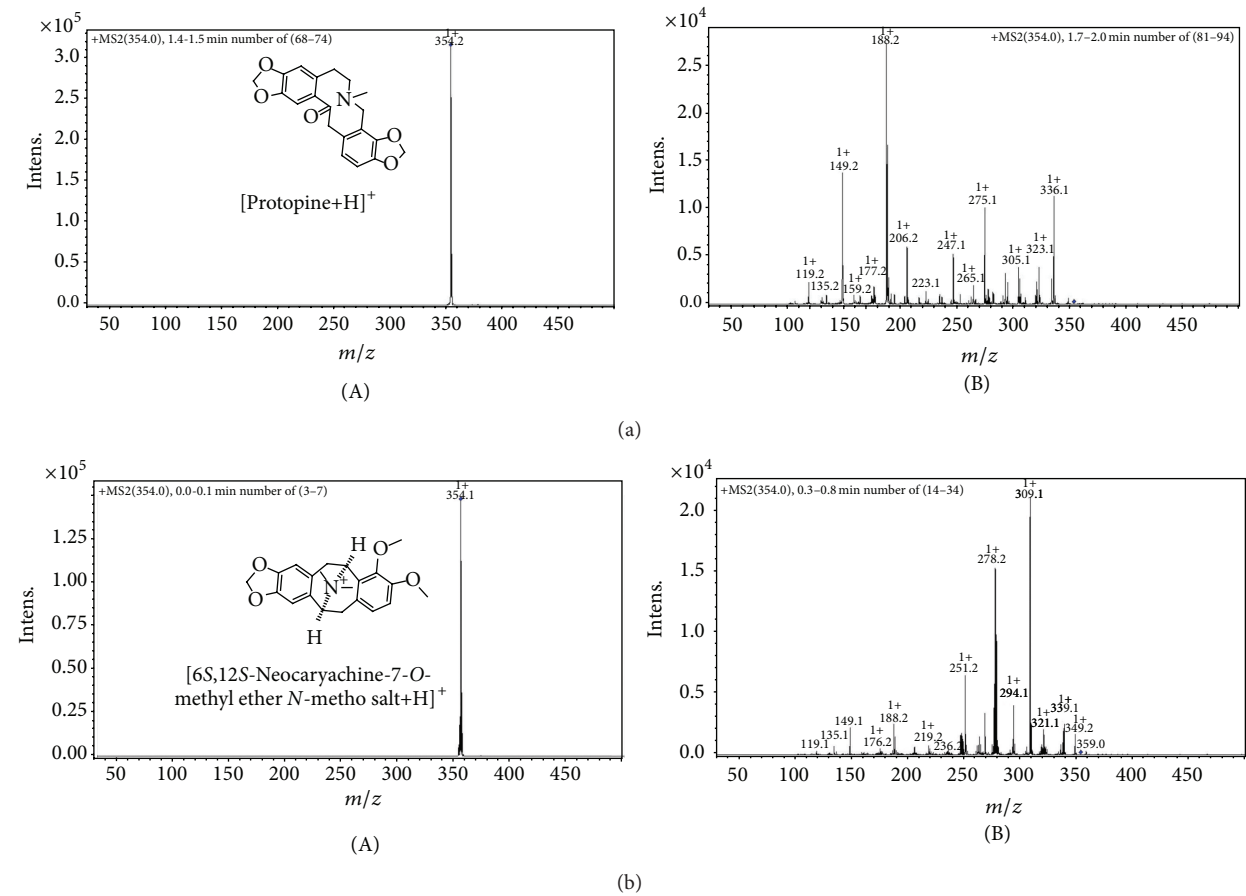 ×10⁵
+MS2(354.0), 1.4-1.5 min number of (68–74)
1+
354.2
3.0
2.5
2.0
1.5
1.0
0.5
0.0
Intens.
O
O
N
O
O
O
[Protopine+H]⁺
50 100 150 200 250 300 350 400 450
m/z
(A)
×10⁴
+MS2(354.0), 1.7–2.0 min number of (81–94)
1+
188.2
2.5
2.0
1.5
1.0
0.5
0.0
Intens.
1+
149.2
1+
336.1
1+
275.1
1+
206.2
1+
247.1
1+
323.1
1+
305.1
1+
265.1
1+
177.2
1+
119.2
135.2
1+
159.2
223.1
50 100 150 200 250 300 350 400 450
m/z
(B)
(a)
×10⁵
+MS2(354.0), 0.0-0.1 min number of (3–7)
1+
354.1
1.25
1.00
0.75
0.50
0.25
0.00
Intens.
H
O
O
O
N⁺
O
H
[6S,12S-Neocaryachine-7-O-
methyl ether N-metho salt+H]⁺
50 100 150 200 250 300 350 400 450
m/z
(A)
×10⁴
+MS2(354.0), 0.3–0.8 min number of (14–34)
1+
309.1
2.0
1.5
1.0
0.5
0.0
Intens.
1+
278.2
1+
251.2
1+
294.1
1+
339.1
1+
321.1
1+
349.2
359.0
1+
188.2
149.1
135.1
119.1
1+
176.2
1+
219.2
236.2
50 100 150 200 250 300 350 400 450
m/z
(B)
(b)